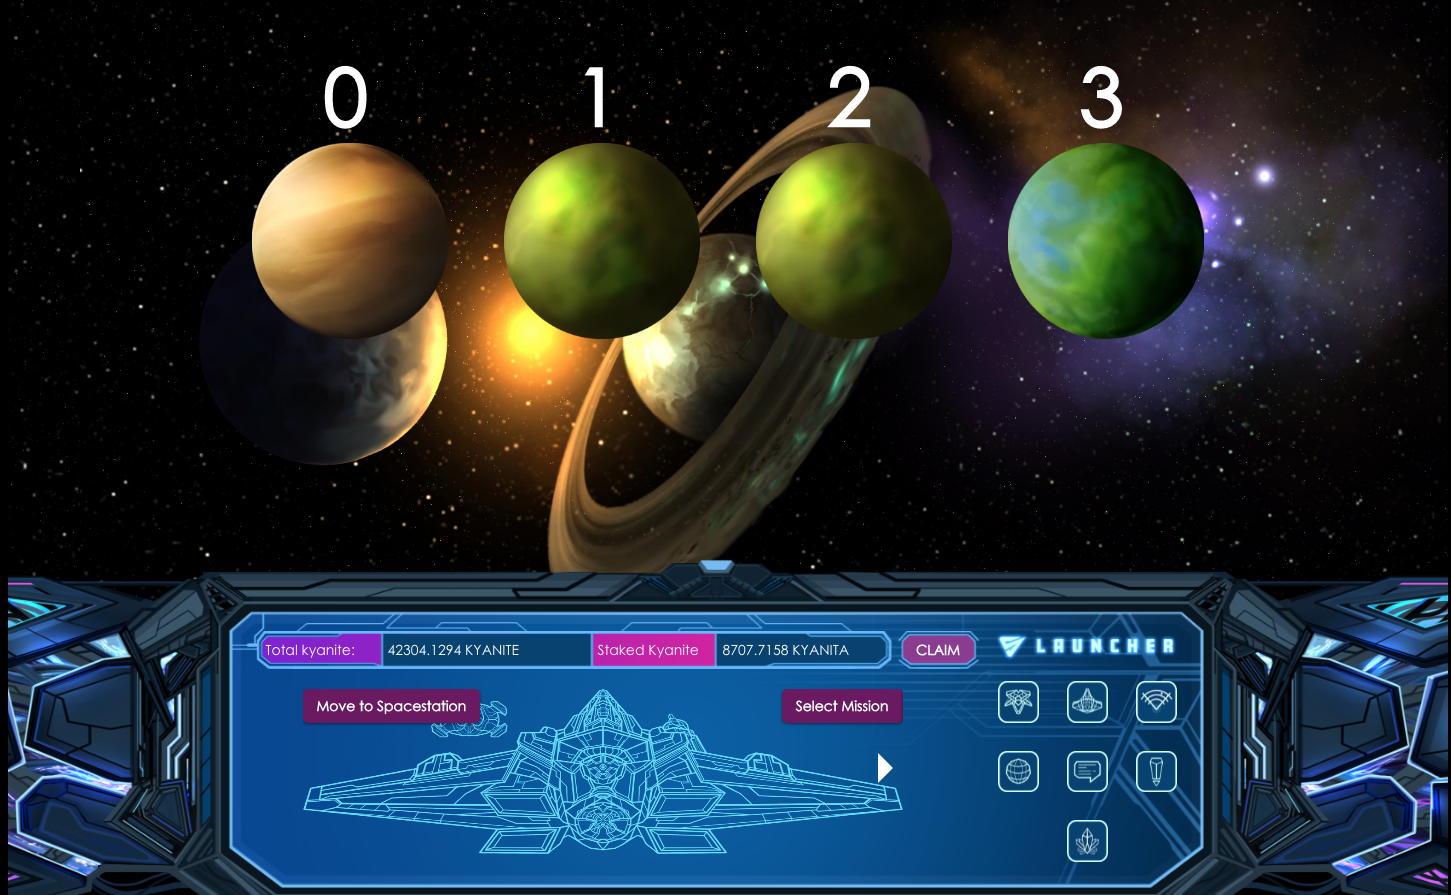 0 1 2 3
Total kyanite: 42304.1294 KYANITE Staked Kyanite 8707.7158 KYANITA CLAIM LAUNCHER
Move to Spacestation Select Mission